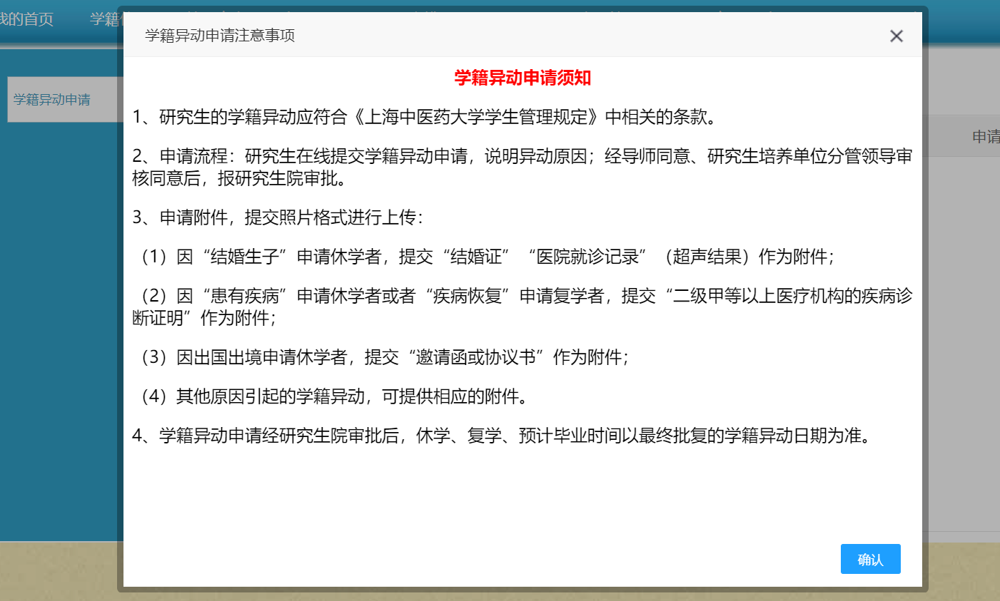 我的首页 学籍
学籍异动申请注意事项
学籍异动申请须知
学籍异动申请
1、研究生的学籍异动应符合《上海中医药大学学生管理规定》中相关的条款。
申请
2、申请流程：研究生在线提交学籍异动申请，说明异动原因；经导师同意、研究生培养单位分管领导审
核同意后，报研究生院审批。
3、申请附件，提交照片格式进行上传：
（1）因“结婚生子”申请休学者，提交“结婚证”“医院就诊记录”（超声结果）作为附件；
（2）因“患有疾病”申请休学者或者“疾病恢复”申请复学者，提交“二级甲等以上医疗机构的疾病诊
断证明”作为附件；
（3）因出国出境申请休学者，提交“邀请函或协议书”作为附件；
（4）其他原因引起的学籍异动，可提供相应的附件。
4、学籍异动申请经研究生院审批后，休学、复学、预计毕业时间以最终批复的学籍异动日期为准。
确认